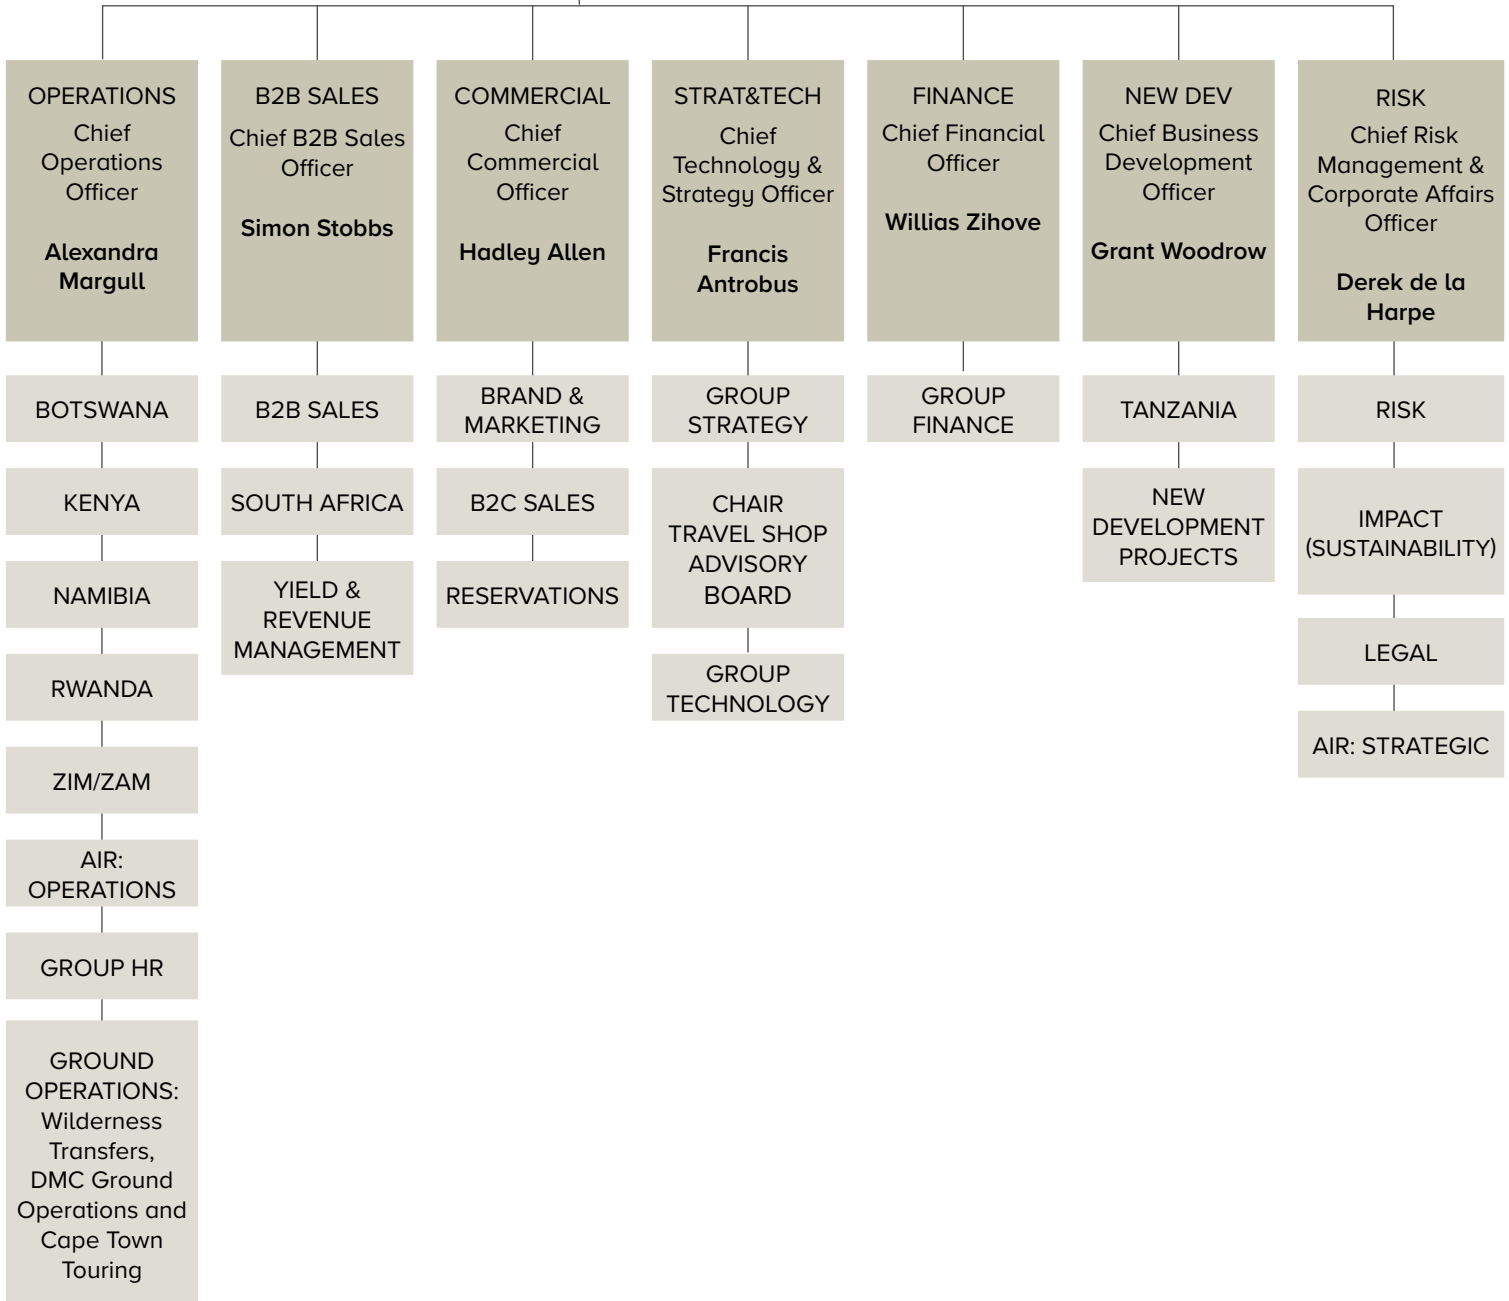 OPERATIONS
Chief
Operations
Officer
Alexandra
Margull
BOTSWANA
KENYA
NAMIBIA
RWANDA
ZIM/ZAM
AIR:
OPERATIONS
GROUP HR
GROUND
OPERATIONS:
Wilderness
Transfers,
DMC Ground
Operations and
Cape Town
Touring
B2B SALES
Chief B2B Sales
Officer
Simon Stobbs
B2B SALES
SOUTH AFRICA
YIELD &
REVENUE
MANAGEMENT
COMMERCIAL
Chief
Commercial
Officer
Hadley Allen
BRAND &
MARKETING
B2C SALES
RESERVATIONS
STRAT&TECH
Chief
Technology &
Strategy Officer
Francis
Antrobus
GROUP
STRATEGY
CHAIR
TRAVEL SHOP
ADVISORY
BOARD
GROUP
TECHNOLOGY
FINANCE
Chief Financial
Officer
Willias Zihove
GROUP
FINANCE
NEW DEV
Chief Business
Development
Officer
Grant Woodrow
TANZANIA
NEW
DEVELOPMENT
PROJECTS
RISK
Chief Risk
Management &
Corporate Affairs
Officer
Derek de la
Harpe
RISK
IMPACT
(SUSTAINABILITY)
LEGAL
AIR: STRATEGIC